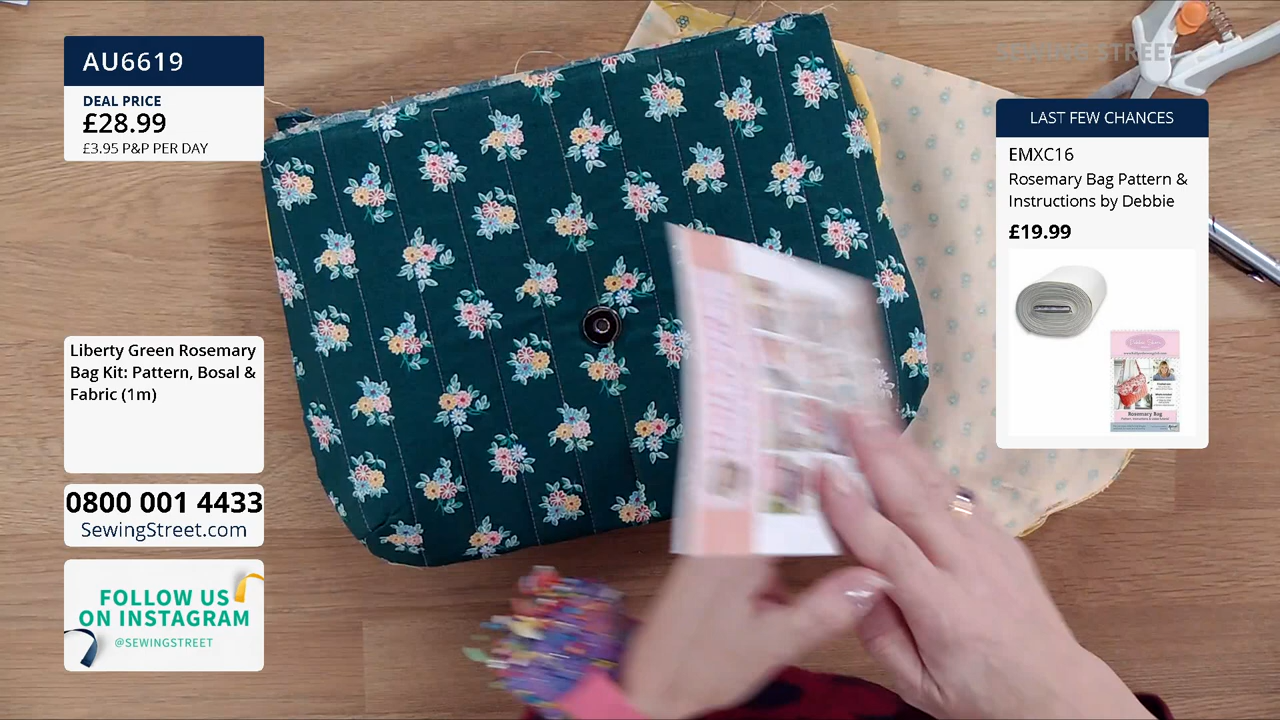 AU6619
DEAL PRICE
£28.99
£3.95 P&P PER DAY
Liberty Green Rosemary
Bag Kit: Pattern, Bosal &
Fabric (1m)
0800 001 4433
SewingStreet.com
FOLLOW US
ON INSTAGRAM
@SEWINGSTREET
SEWING STREET
LAST FEW CHANCES
EMXC16
Rosemary Bag Pattern &
Instructions by Debbie
£19.99
Rosemary Bag